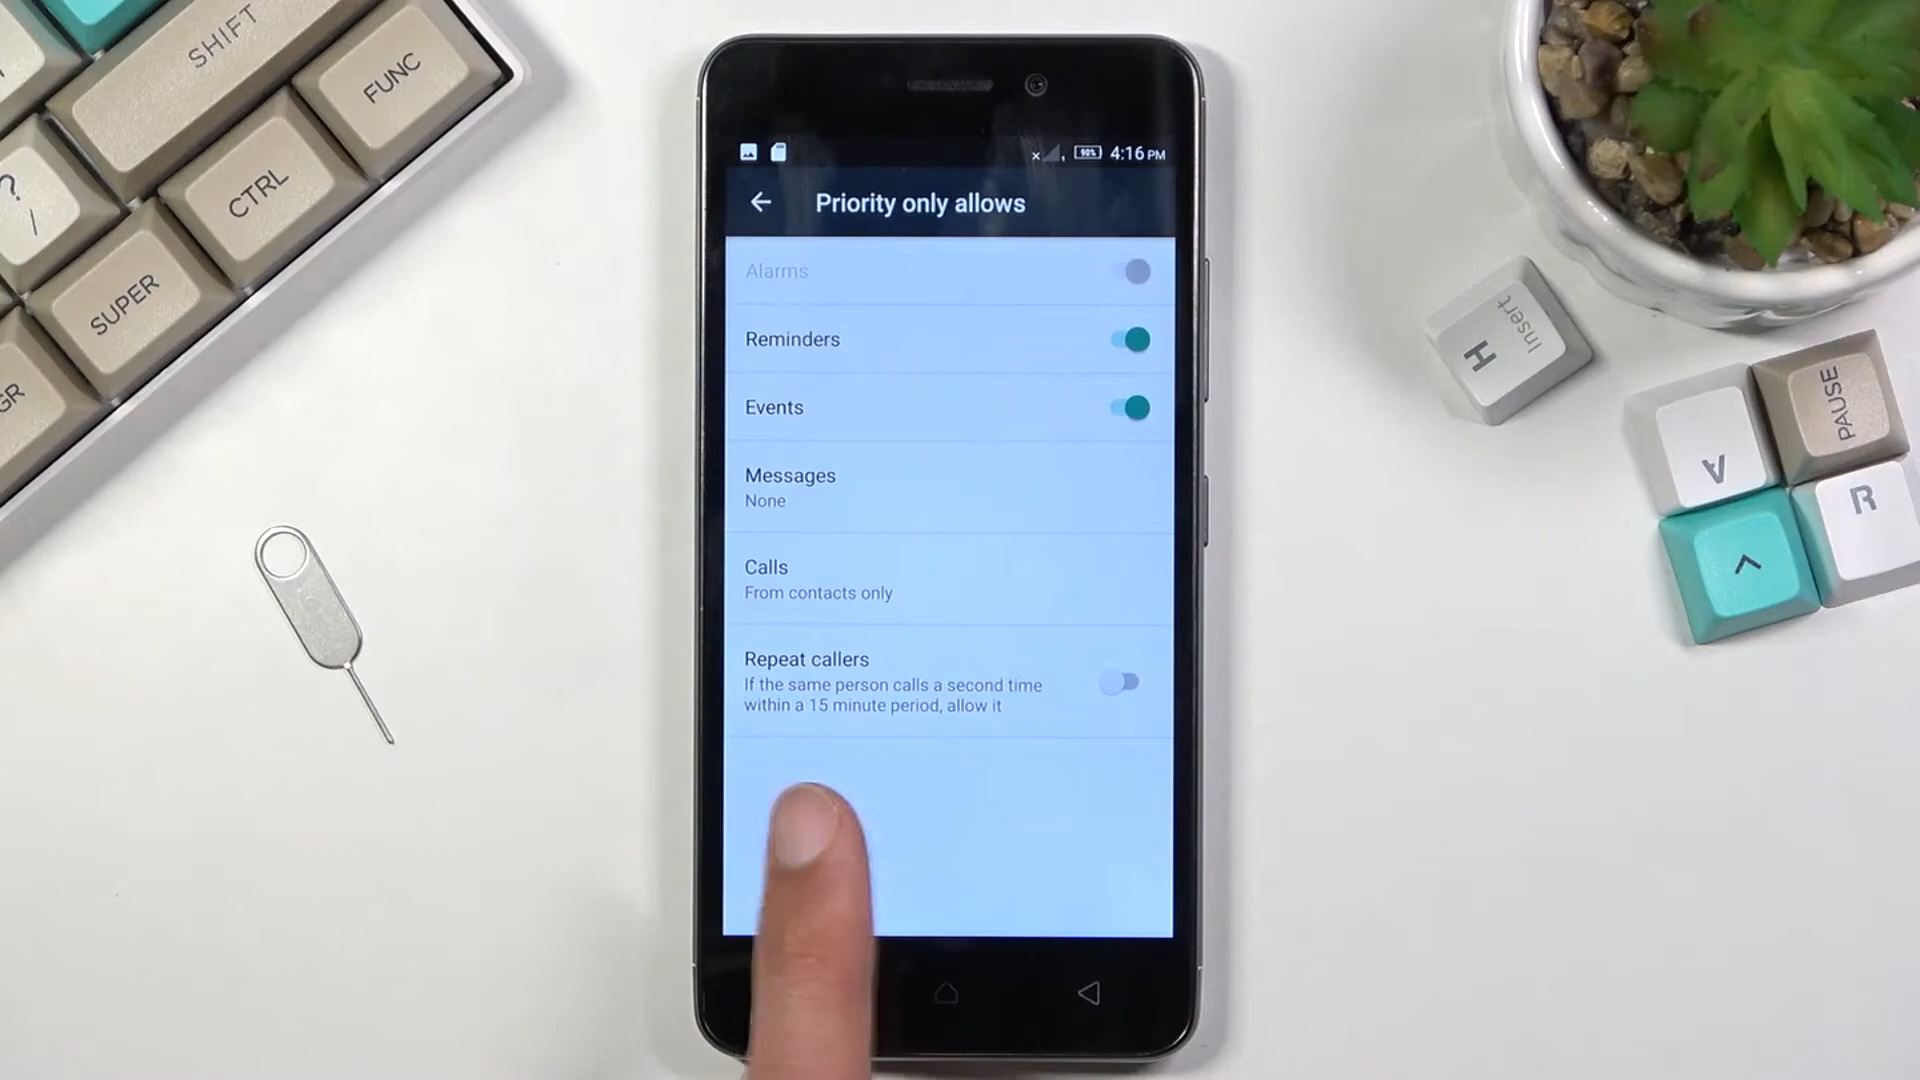 SHIFT
FUNC
CTRL
?
/
SUPER
GR
90% 4:16 PM
Priority only allows
Alarms
Reminders
Events
Messages
None
Calls
From contacts only
Repeat callers
If the same person calls a second time
within a 15 minute period, allow it
Insert
H
PAUSE
A
R
^